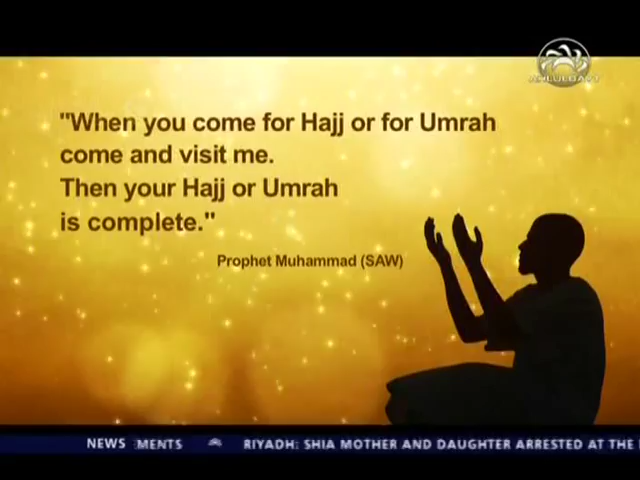 AHLULBAYT
"When you come for Hajj or for Umrah
come and visit me.
Then your Hajj or Umrah
is complete."
Prophet Muhammad (SAW)
NEWS MENTS RIYADH: SHIA MOTHER AND DAUGHTER ARRESTED AT THE